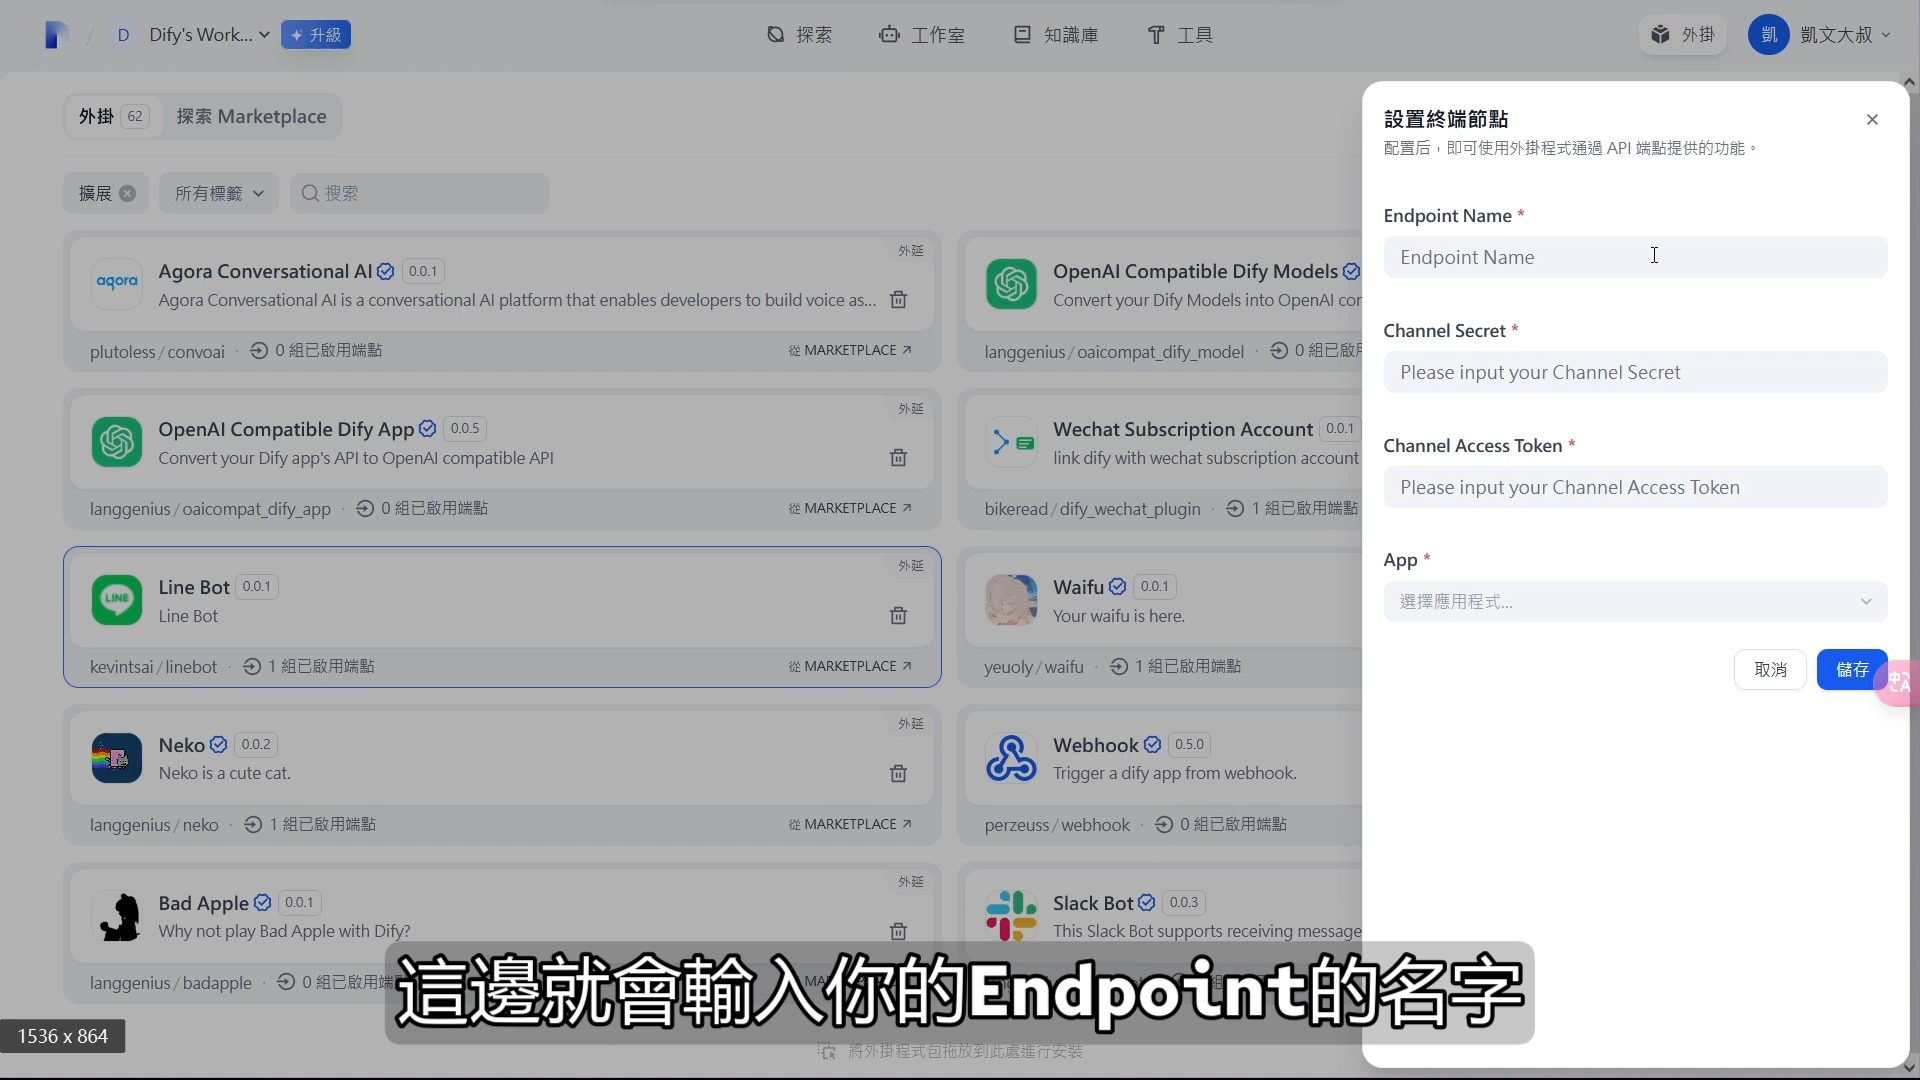 D Dify's Work... 升級 探索 工作室 知識庫 工具 外掛 凱 凱文大叔
外掛 62 探索 Marketplace
擴展 所有標籤 搜索
外延
Agora Conversational AI 0.0.1
Agora Conversational AI is a conversational AI platform that enables developers to build voice as...
plutoless / convoai · 0 組已啟用端點 從 MARKETPLACE
OpenAI Compatible Dify Models
Convert your Dify Models into OpenAI cor
langgenius / oaicompat_dify_model · 0 組已啟用
外延
OpenAI Compatible Dify App 0.0.5
Convert your Dify app's API to OpenAI compatible API
langgenius / oaicompat_dify_app · 0 組已啟用端點 從 MARKETPLACE
Wechat Subscription Account 0.0.1
link dify with wechat subscription account
bikeread / dify_wechat_plugin · 1 組已啟用端點
外延
Line Bot 0.0.1
LINE
Line Bot
kevintsai / linebot · 1 組已啟用端點 從 MARKETPLACE
Waifu 0.0.1
Your waifu is here.
yeuoly / waifu · 1 組已啟用端點
外延
Neko 0.0.2
Neko is a cute cat.
langgenius / neko · 1 組已啟用端點 從 MARKETPLACE
Webhook 0.5.0
Trigger a dify app from webhook.
perzeuss / webhook · 0 組已啟用端點
外延
Bad Apple 0.0.1
Why not play Bad Apple with Dify?
langgenius / badapple · 0 組已啟用
Slack Bot 0.0.3
This Slack Bot supports receiving message
設置終端節點
配置后，即可使用外掛程式通過 API 端點提供的功能。
Endpoint Name *
Endpoint Name
Channel Secret *
Please input your Channel Secret
Channel Access Token *
Please input your Channel Access Token
App *
選擇應用程式...
取消 儲存
中A
這邊就會輸入你的Endpoint的名字
1536 x 864
將外掛程式包拖放到此處進行安裝
agora